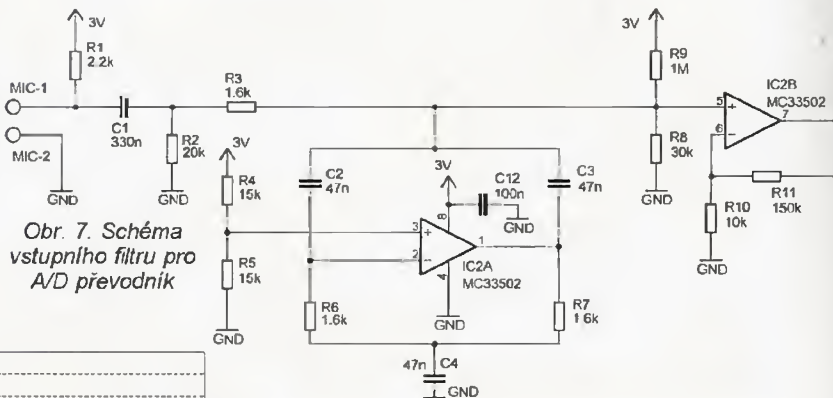 3V
R1
2.2k
MIC-1
MIC-2
GND
C1
330n
R2
20k
GND
R3
1.6k
3V
R4
15k
R5
15k
GND
C2
47n
3V
C12
100n
GND
C3
47n
3
2
8
1
4
+
-
IC2A
MC33502
GND
R6
1.6k
R7
1.6k
47n
C4
GND
3V
R9
1M
R8
30k
GND
5
6
7
+
-
IC2B
MC33502
R11
150k
R10
10k
GND
Obr. 7. Schéma
vstupního filtru pro
A/D převodník